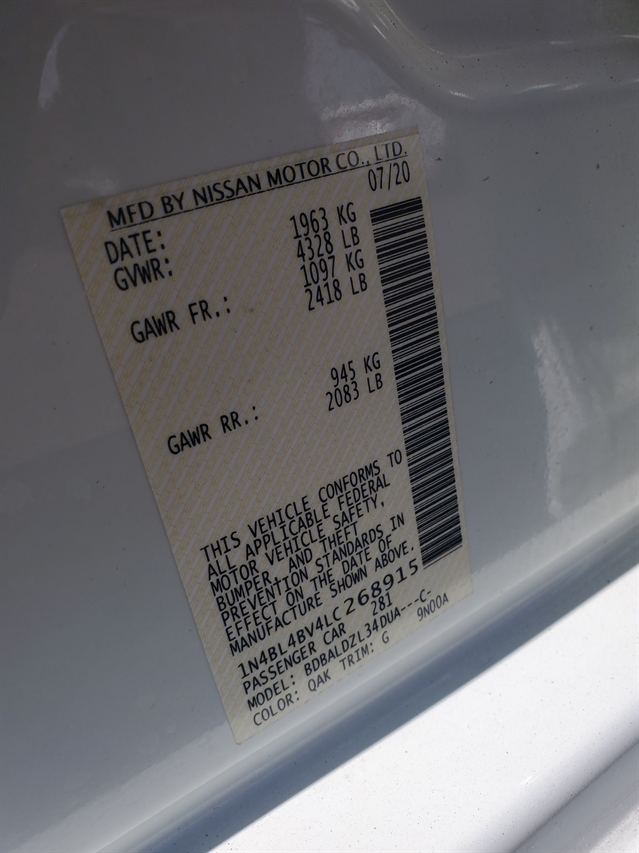 MFD BY NISSAN MOTOR CO., LTD.
DATE: 07/20
GVWR: 1963 KG
4328 LB
GAWR FR.: 1097 KG
2418 LB
GAWR RR.: 945 KG
2083 LB
THIS VEHICLE CONFORMS TO
ALL APPLICABLE FEDERAL
MOTOR VEHICLE SAFETY,
BUMPER, AND THEFT
PREVENTION STANDARDS IN
EFFECT ON THE DATE OF
MANUFACTURE SHOWN ABOVE.
1N4BL4BV4LC268915
PASSENGER CAR 281
MODEL: BDBALDZL34DUA---C-
COLOR: QAK TRIM: G 9N00A